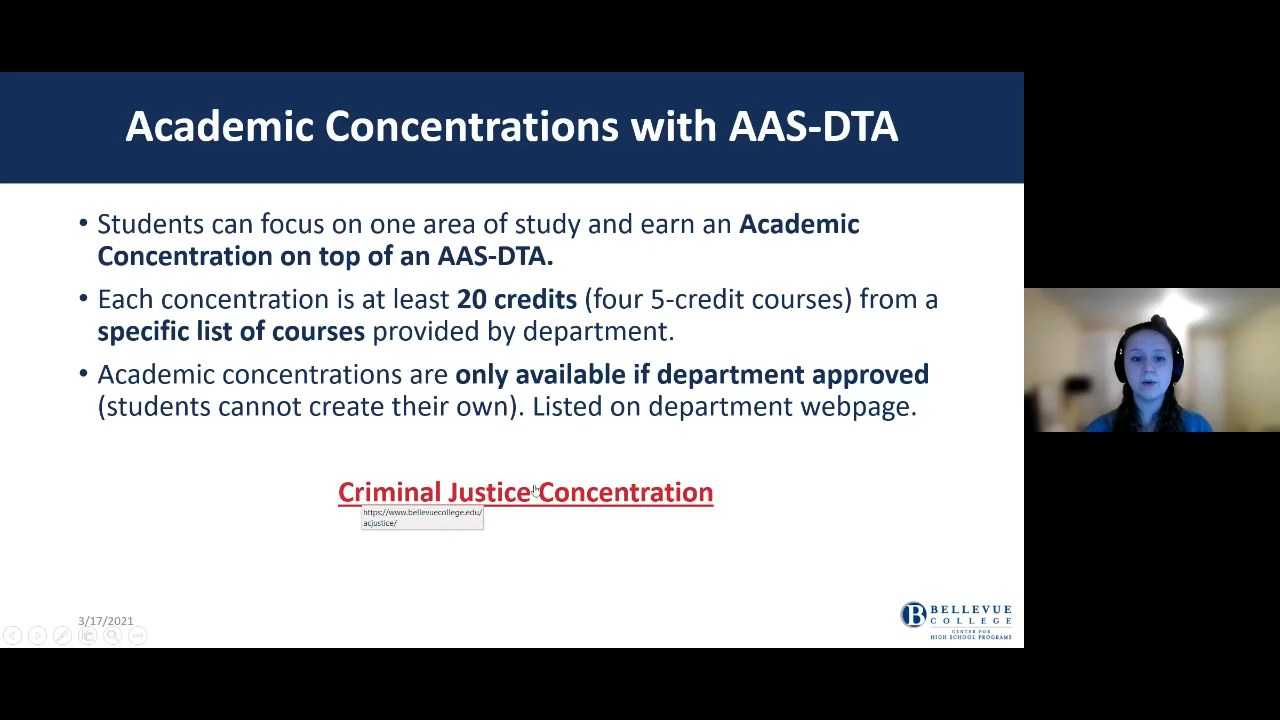 Academic Concentrations with AAS-DTA
• Students can focus on one area of study and earn an Academic
Concentration on top of an AAS-DTA.
• Each concentration is at least 20 credits (four 5-credit courses) from a
specific list of courses provided by department.
• Academic concentrations are only available if department approved
(students cannot create their own). Listed on department webpage.
Criminal Justice Concentration
https://www.bellevuecollege.edu/
acjustice/
3/17/2021
B BELLEVUE
COLLEGE
CENTER FOR
HIGH SCHOOL PROGRAMS